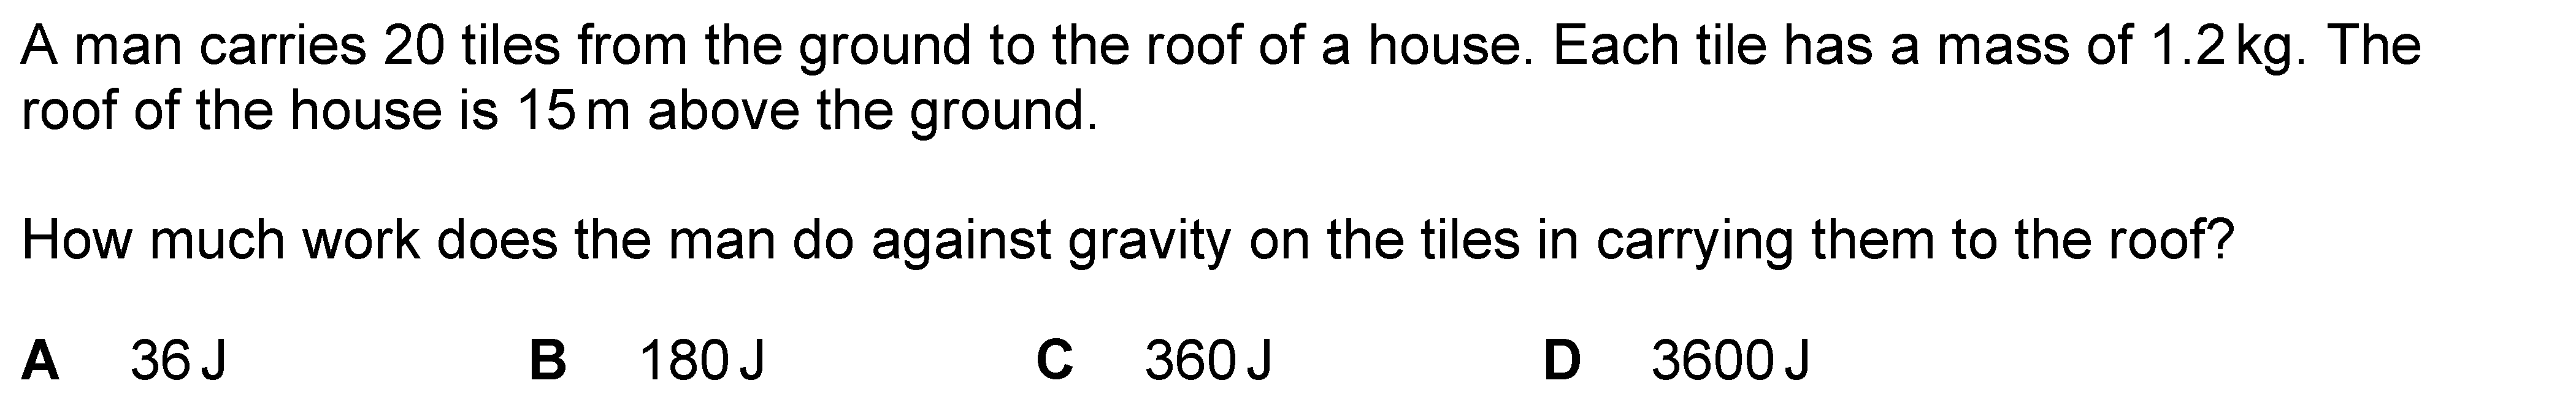 A man carries 20 tiles from the ground to the roof of a house. Each tile has a mass of 1.2 kg. The
roof of the house is 15 m above the ground.
How much work does the man do against gravity on the tiles in carrying them to the roof?
A 36 J B 180 J C 360 J D 3600 J